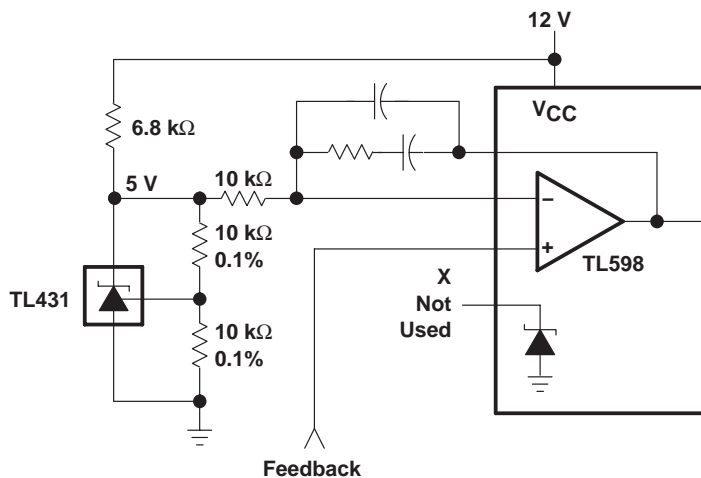 12 V
VCC
6.8 kΩ
5 V
10 kΩ
10 kΩ
0.1%
TL431
10 kΩ
0.1%
−
+
TL598
X
Not
Used
Feedback